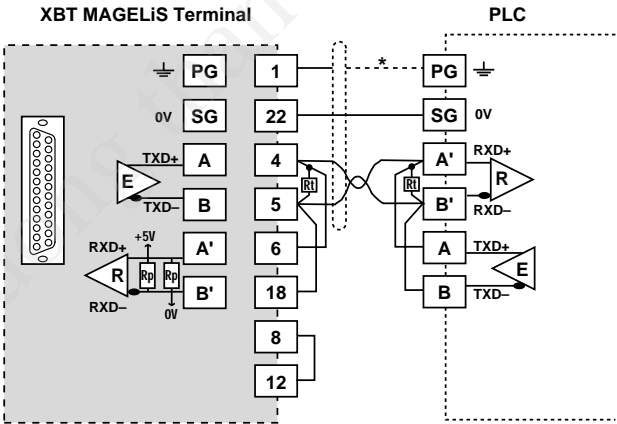 XBT MAGELiS Terminal PLC
PG 1 * PG
0V SG 22 SG 0V
TXD+ A 4 A' RXD+
E Rt Rt R
TXD– B 5 B' RXD–
RXD+ +5V A' 6 A TXD+
R Rp Rp E
RXD– 0V B' 18 B TXD–
8
12